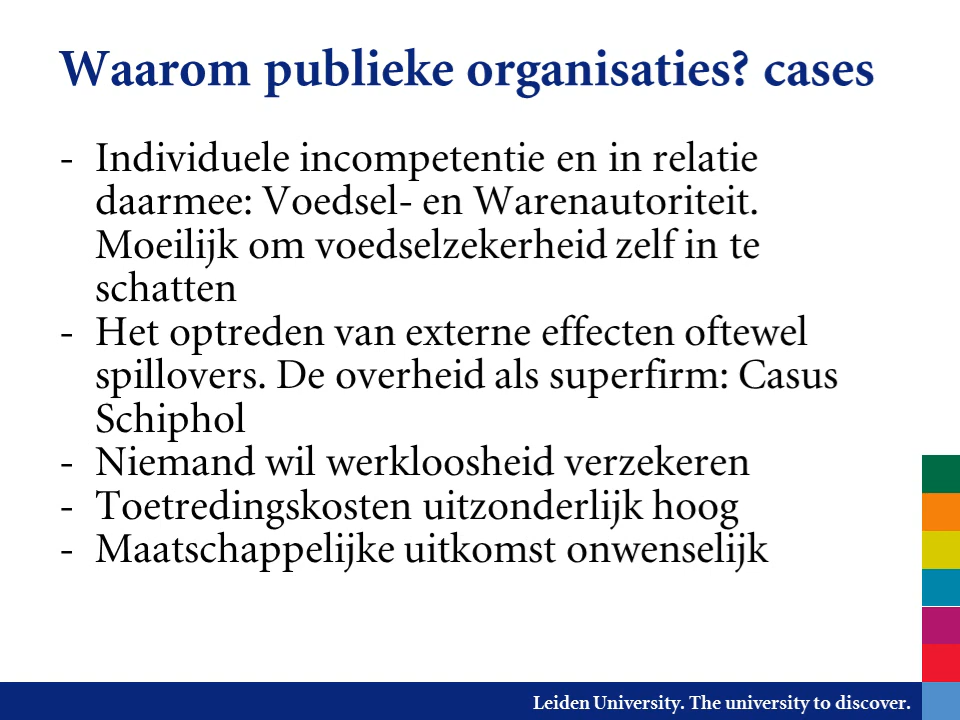 Waarom publieke organisaties? cases
- Individuele incompetentie en in relatie
daarmee: Voedsel- en Warenautoriteit.
Moeilijk om voedselzekerheid zelf in te
schatten
- Het optreden van externe effecten oftewel
spillovers. De overheid als superfirm: Casus
Schiphol
- Niemand wil werkloosheid verzekeren
- Toetredingskosten uitzonderlijk hoog
- Maatschappelijke uitkomst onwenselijk
Leiden University. The university to discover.